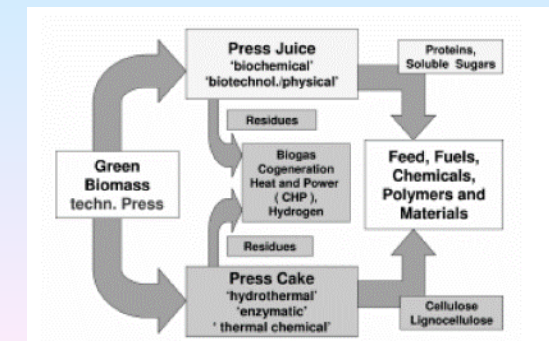 Press Juice
'biochemical'
'biotechnol./physical'
Proteins,
Soluble Sugars
Residues
Green
Biomass
techn. Press
Biogas
Cogeneration
Heat and Power
( CHP ),
Hydrogen
Feed, Fuels,
Chemicals,
Polymers and
Materials
Residues
Press Cake
'hydrothermal'
'enzymatic'
' thermal chemical'
Cellulose
Lignocellulose